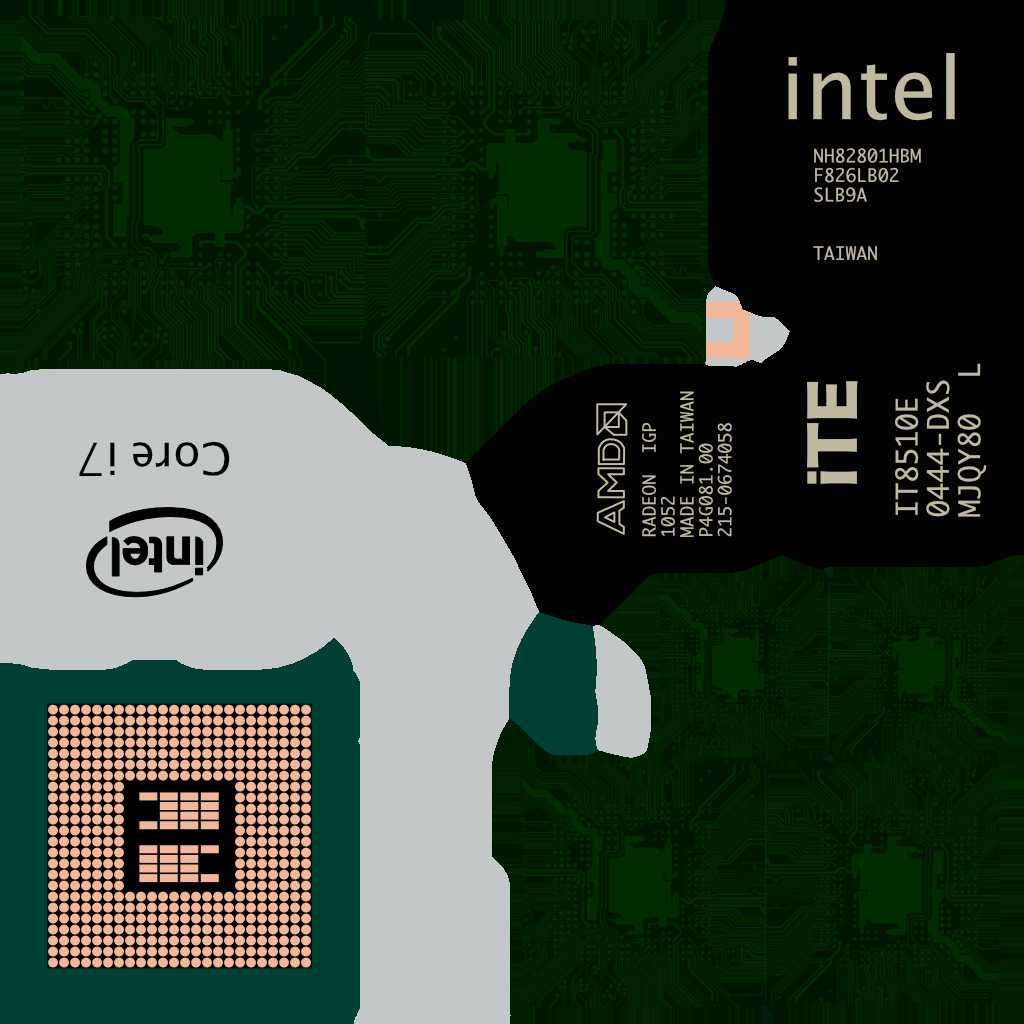 intel
NH82801HBM
F826LB02
SLB9A
TAIWAN
AMD
RADEON IGP
1052
MADE IN TAIWAN
P4G081.00
215-0674058
iTE
IT8510E
0444-DXS
MJQY80 L
Core i7
intel